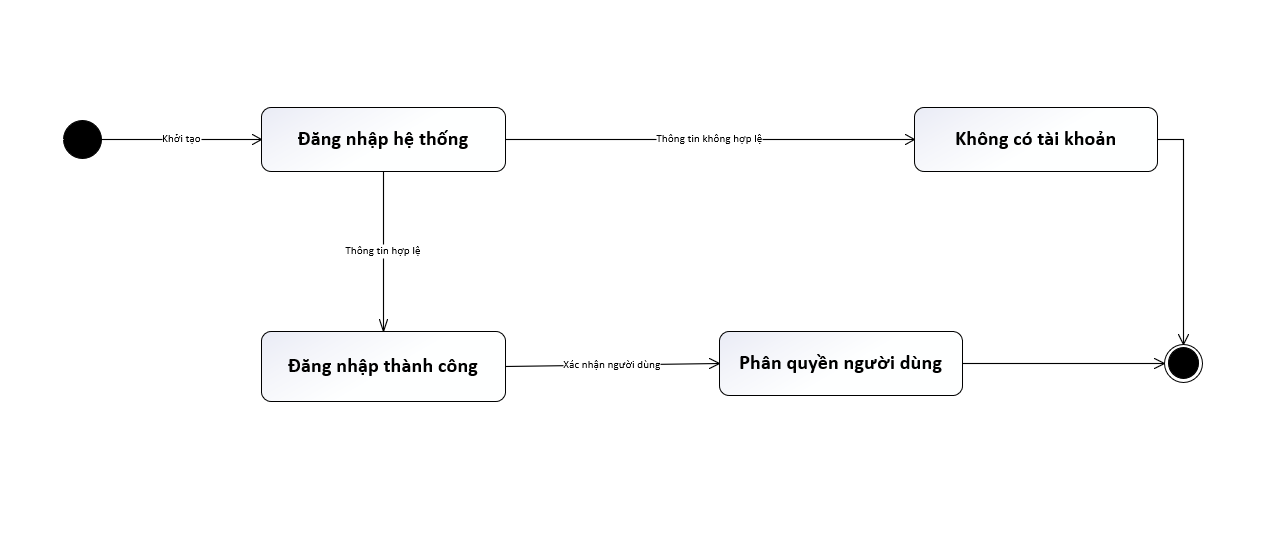 Khởi tạo
Đăng nhập hệ thống
Thông tin không hợp lệ
Không có tài khoản
Thông tin hợp lệ
Đăng nhập thành công
Xác nhận người dùng
Phân quyền người dùng